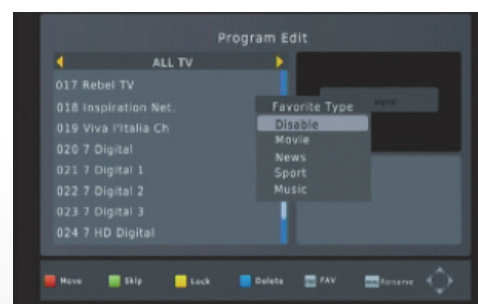 Program Edit
ALL TV
017 Rebel TV
018 Inspiration Net.
019 Viva l'Italia Ch
020 7 Digital
021 7 Digital 1
022 7 Digital 2
023 7 Digital 3
024 7 HD Digital
Favorite Type
Disable
Movie
News
Sport
Music
Move Skip Lock Delete FAV Rename